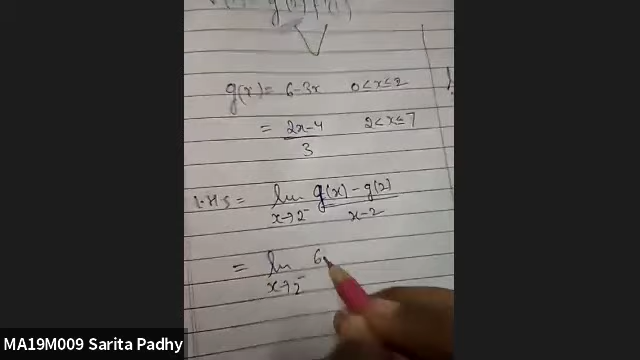 g(x) = 6-3x 0≤x≤2
= 2x-4/3 2<x≤7
L.H.S = lim x→2⁻ g(x) - g(2)/x-2
= lim x→2⁻ 6
MA19M009 Sarita Padhy